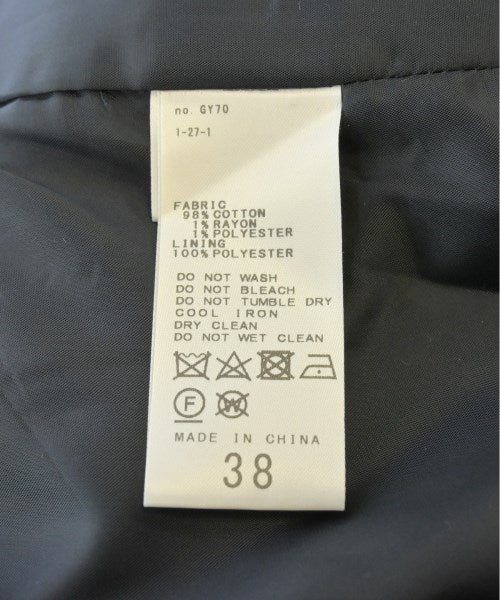 no. GY70
1-27-1
FABRIC
98% COTTON
1% RAYON
1% POLYESTER
LINING
100% POLYESTER
DO NOT WASH
DO NOT BLEACH
DO NOT TUMBLE DRY
COOL IRON
DRY CLEAN
DO NOT WET CLEAN
F W
MADE IN CHINA
38